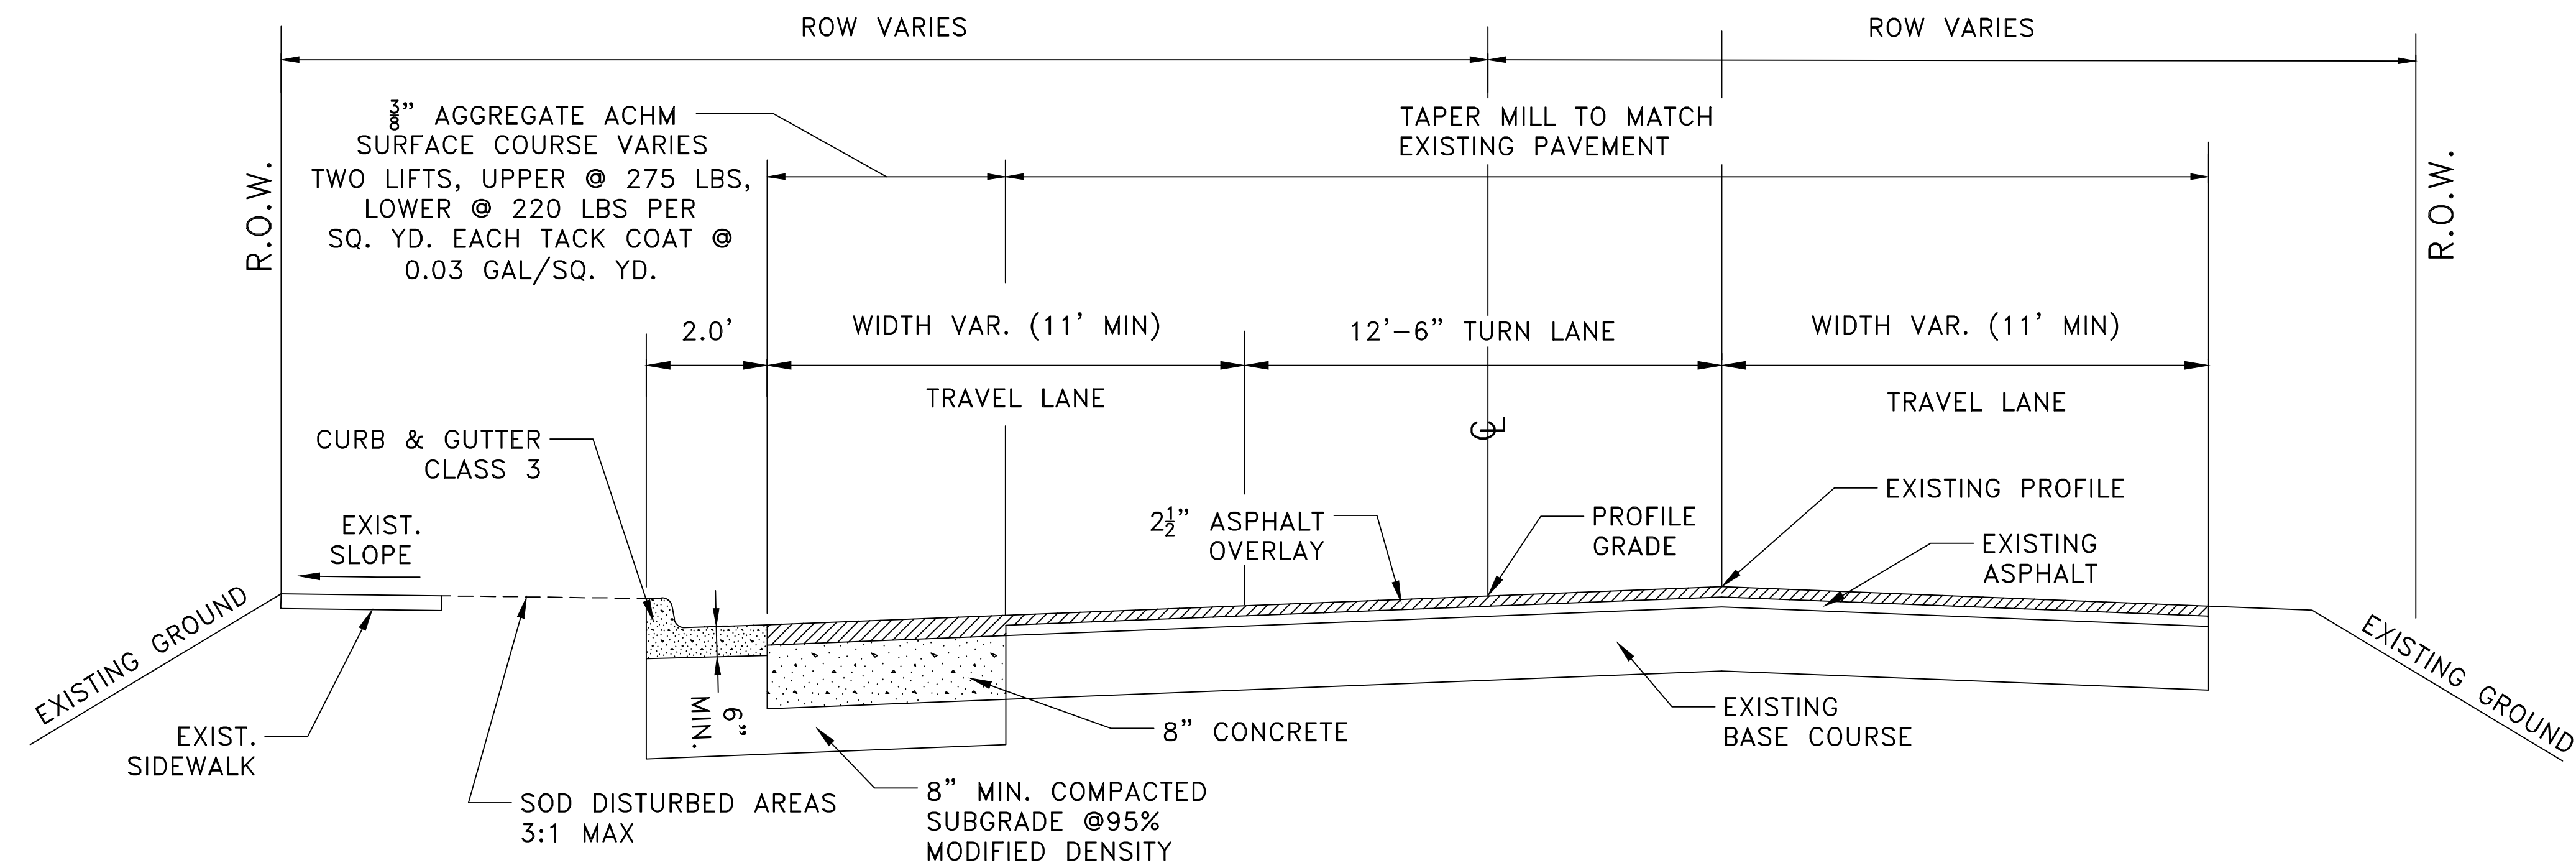 ROW VARIES
ROW VARIES
3/8” AGGREGATE ACHM
SURFACE COURSE VARIES
TWO LIFTS, UPPER @ 275 LBS,
LOWER @ 220 LBS PER
SQ. YD. EACH TACK COAT @
0.03 GAL/SQ. YD.
TAPER MILL TO MATCH
EXISTING PAVEMENT
R.O.W.
R.O.W.
2.0’
WIDTH VAR. (11’ MIN)
TRAVEL LANE
12’-6” TURN LANE
WIDTH VAR. (11’ MIN)
TRAVEL LANE
CL
CURB & GUTTER
CLASS 3
EXIST.
SLOPE
2 1/2” ASPHALT
OVERLAY
PROFILE
GRADE
EXISTING PROFILE
EXISTING
ASPHALT
EXISTING GROUND
EXISTING GROUND
EXIST.
SIDEWALK
6”
MIN.
8” CONCRETE
EXISTING
BASE COURSE
SOD DISTURBED AREAS
3:1 MAX
8” MIN. COMPACTED
SUBGRADE @95%
MODIFIED DENSITY